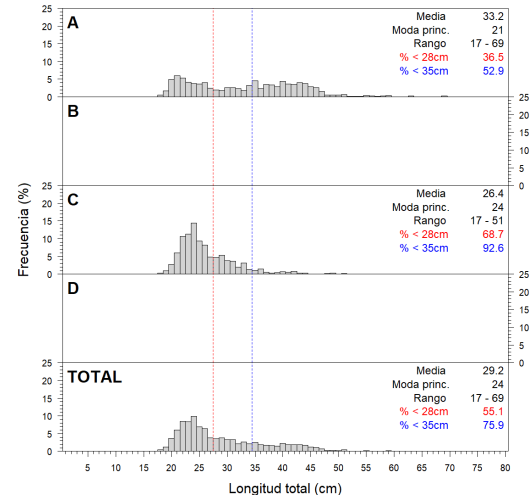 25
20
15
10
5
0
A
Media 33.2
Moda princ. 21
Rango 17 - 69
% < 28cm 36.5
% < 35cm 52.9
B
25
20
15
10
5
0
25
20
15
10
5
0
C
Media 26.4
Moda princ. 24
Rango 17 - 51
% < 28cm 68.7
% < 35cm 92.6
D
25
20
15
10
5
0
25
20
15
10
5
0
TOTAL
Media 29.2
Moda princ. 24
Rango 17 - 69
% < 28cm 55.1
% < 35cm 75.9
Frecuencia (%)
5 10 15 20 25 30 35 40 45 50 55 60 65 70 75 80
Longitud total (cm)